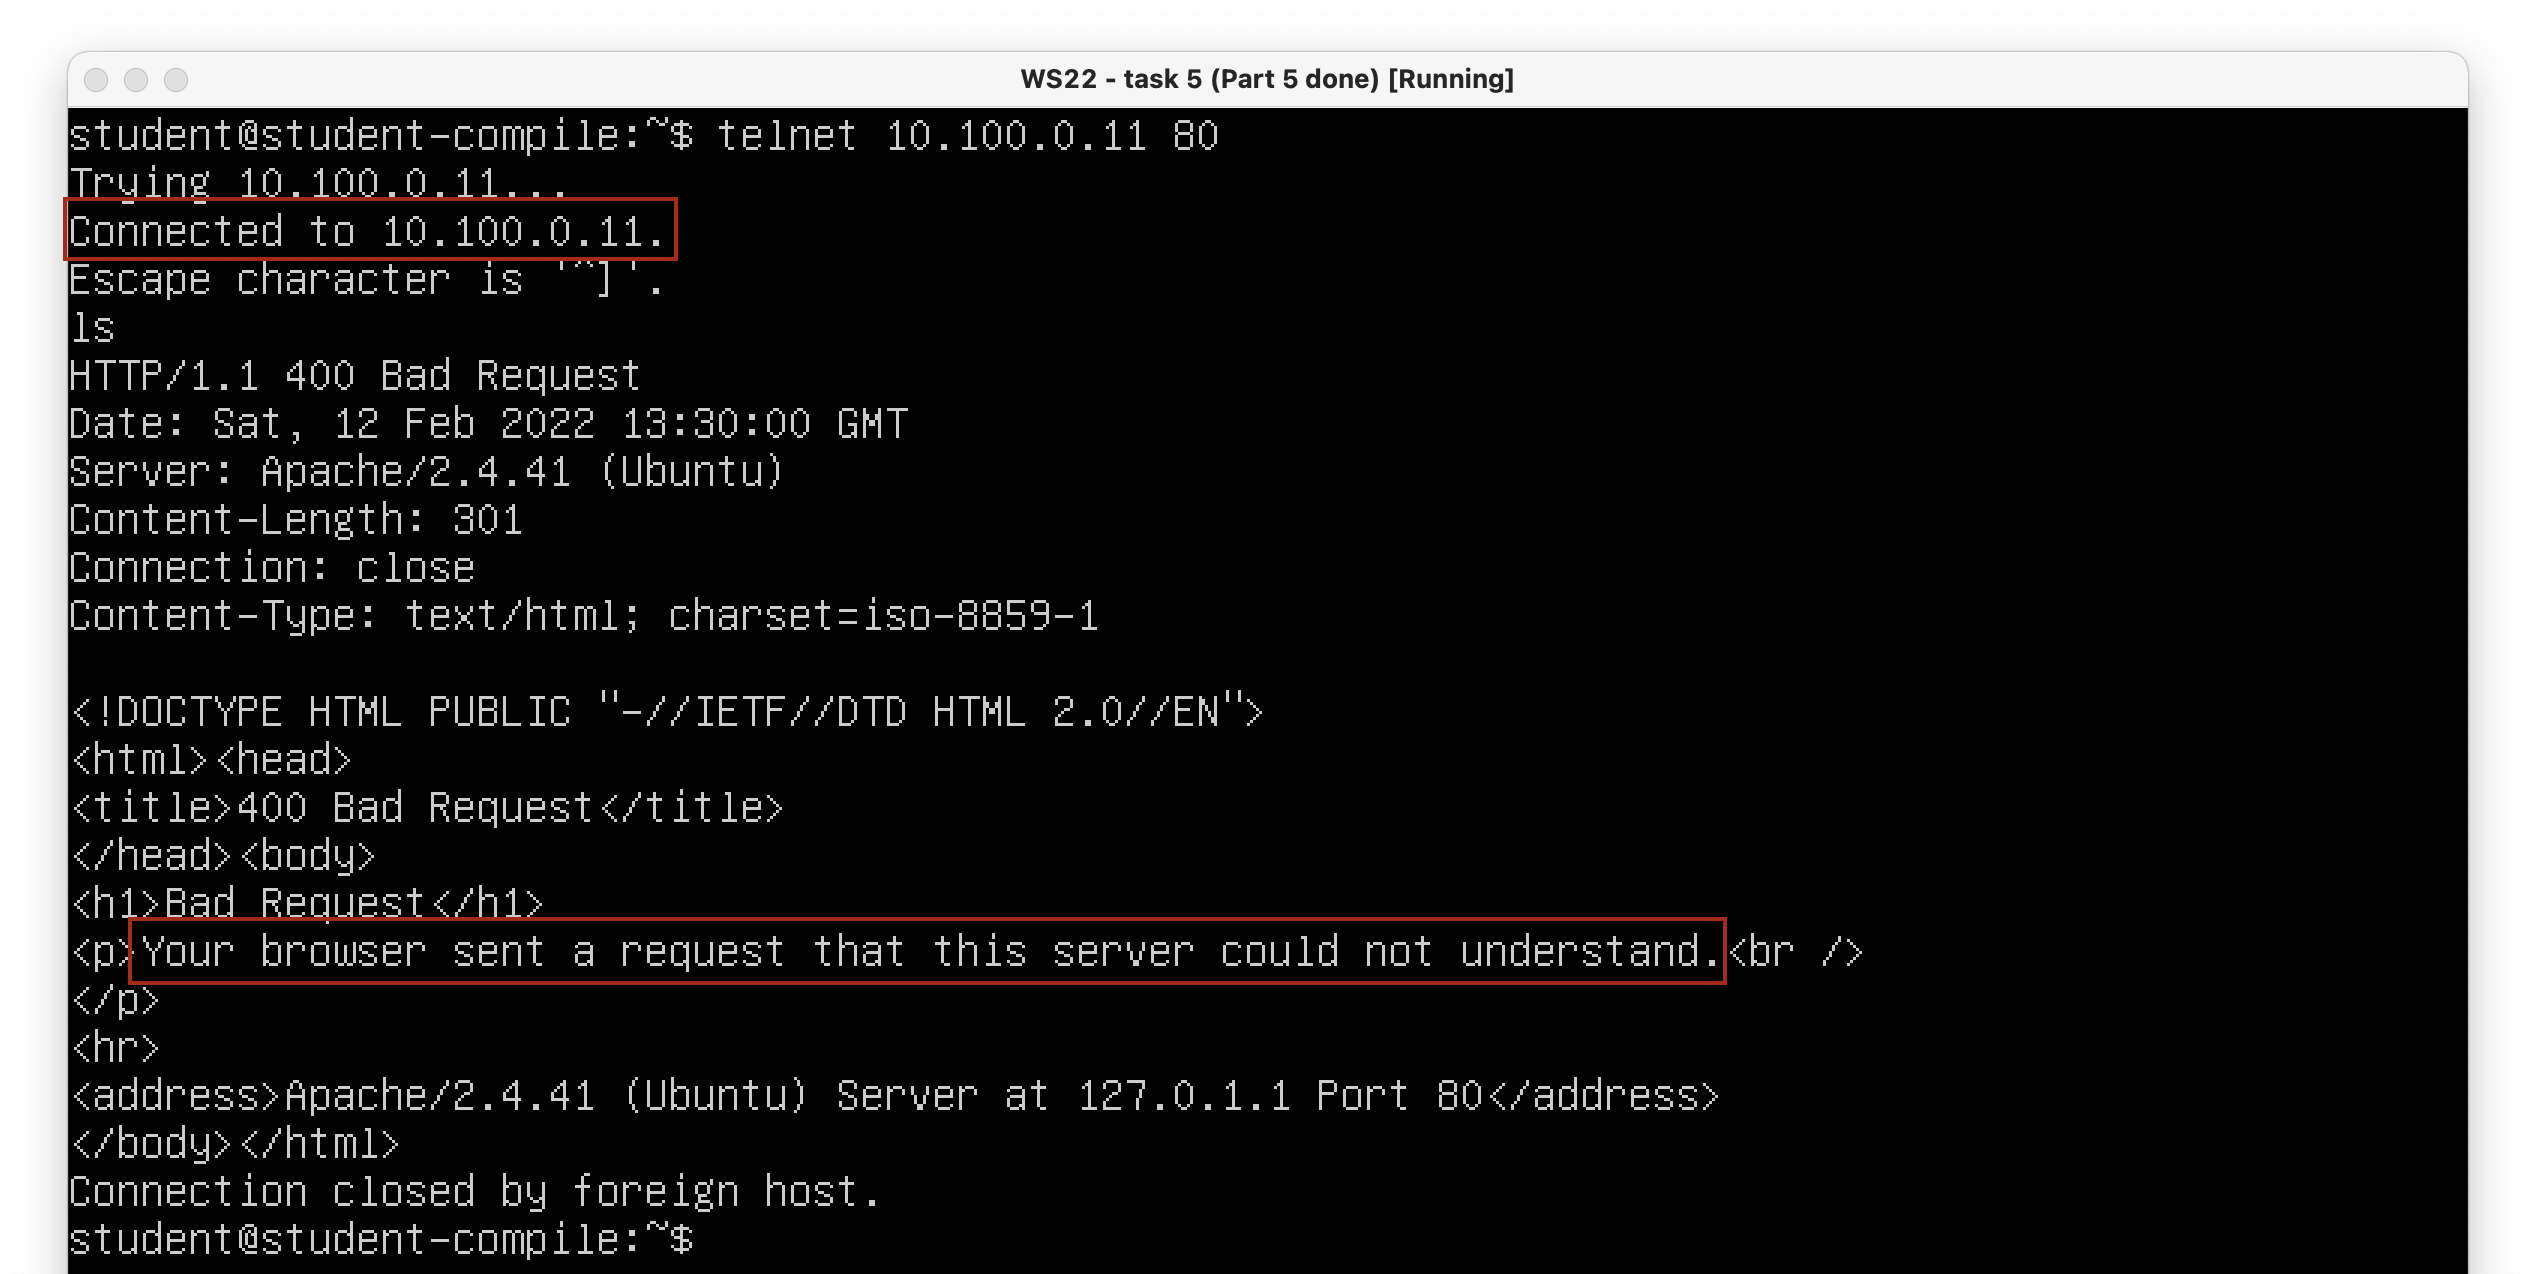 WS22 - task 5 (Part 5 done) [Running]
student@student-compile:~$ telnet 10.100.0.11 80
Trying 10.100.0.11...
Connected to 10.100.0.11.
Escape character is '^]'.
ls
HTTP/1.1 400 Bad Request
Date: Sat, 12 Feb 2022 13:30:00 GMT
Server: Apache/2.4.41 (Ubuntu)
Content-Length: 301
Connection: close
Content-Type: text/html; charset=iso-8859-1

<!DOCTYPE HTML PUBLIC "-//IETF//DTD HTML 2.0//EN">
<html><head>
<title>400 Bad Request</title>
</head><body>
<h1>Bad Request</h1>
<p>Your browser sent a request that this server could not understand.<br />
</p>
<hr>
<address>Apache/2.4.41 (Ubuntu) Server at 127.0.1.1 Port 80</address>
</body></html>
Connection closed by foreign host.
student@student-compile:~$